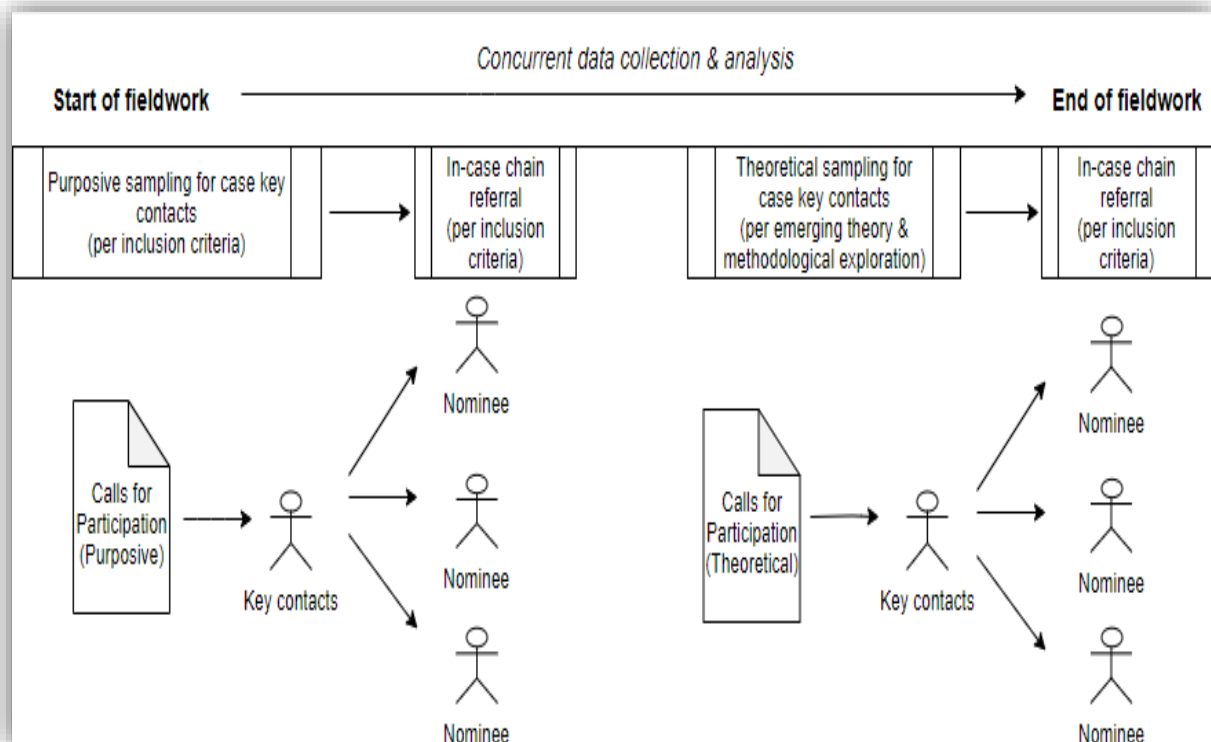 Concurrent data collection & analysis
Start of fieldwork
End of fieldwork
Purposive sampling for case key
contacts
(per inclusion criteria)
In-case chain
referral
(per inclusion
criteria)
Theoretical sampling for
case key contacts
(per emerging theory &
methodological exploration)
In-case chain
referral
(per inclusion
criteria)
Calls for
Participation
(Purposive)
Key contacts
Nominee
Nominee
Nominee
Calls for
Participation
(Theoretical)
Key contacts
Nominee
Nominee
Nominee